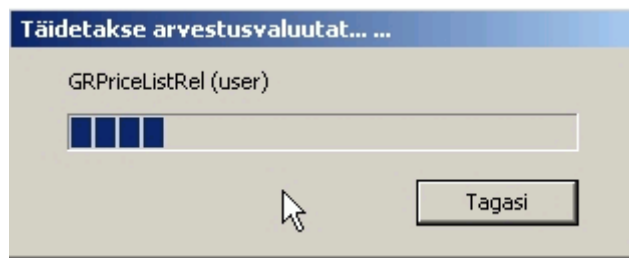 Täidetakse arvestusvaluutat... ...
GRPriceListRel (user)
Tagasi